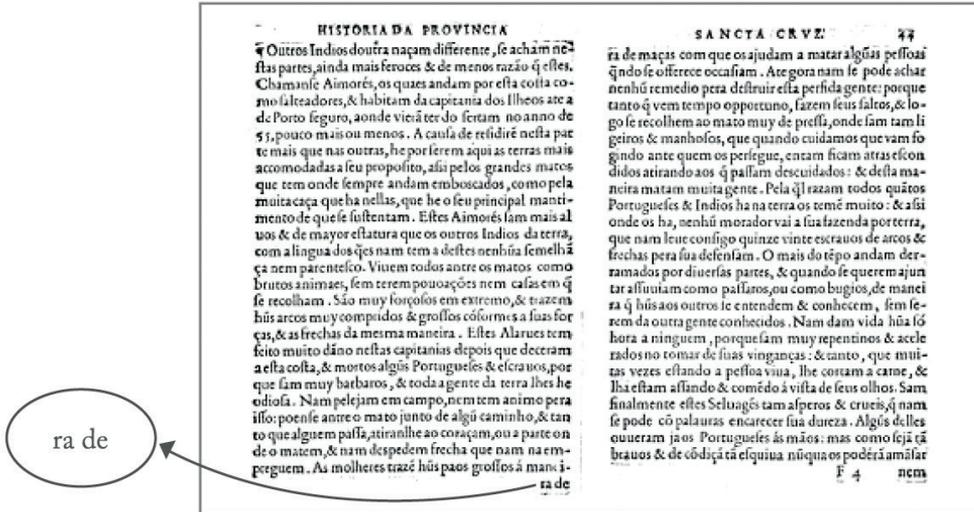 HISTORIA DA PROVINCIA
¶ Outros Indios doutra naçam differente, se acham ne-
stas partes, ainda mais feroces & de menos razão q̃ estes.
Chamanse Aimorés, os quaes andam por esta costa co-
mo salteadores, & habitam da capitania dos Ilheos ate a
de Porto seguro, aonde vierã ter do sertam no anno de
55, pouco mais ou menos. A causa de residirẽ nesta par
te mais que nas outras, he por serem aqui as terras mais
accomodadas a seu proposito, assi pelos grandes matos
que tem onde sempre andam emboscados, como pela
muita caça que ha nellas, que he o seu principal manti-
mento de que se sustentam. Estes Aimorés sam mais al
uos & de mayor estatura que os outros Indios da terra,
com a lingua dos q̃es nam tem a destes nenhũa semelhã
ça nem parentesco. Viuem todos antre os matos como
brutos animaes, sem terem pouoações nem casas em q̃
se recolham. São muy forçosos em extremo, & trazem
hũs arcos muy compridos & grossos cõformes a suas for
ças, & as frechas da mesma maneira. Estes Alarues tem
feito muito dãno nestas capitanias depois que deceram
a esta costa, & mortos algũs Portugueses & escrauos, por
que sam muy barbaros, & toda a gente da terra lhes he
odiosa. Nam pelejam em campo, nem tem animo pera
isso: poense antre o mato junto de algũ caminho, & tan
to que alguem passa, atiranlhe ao coraçam, ou a parte on
de o matem, & nam despedem frecha que nam na em-
preguem. As molheres trazẽ hũs paos grossos á manei-
ra de
SANCTA CRVZ. 44
ra de maças com que os ajudam a matar algũas pessoas
q̃ndo se offerece occasiam. Ate gora nam se pode achar
nenhũ remedio pera destruir esta perfida gente: porque
tanto q̃ vem tempo opportuno, fazem seus saltos, & lo-
go se recolhem ao mato muy de pressa, onde sam tam li
geiros & manhosos, que quando cuidamos que vam fo
gindo ante quem os persegue, entam ficam atras escon
didos atirando aos q̃ passam descuidados: & desta ma-
neira matam muita gente. Pela q̃l razam todos quãtos
Portugueses & Indios ha na terra os temẽ muito: & assi
onde os ha, nenhũ morador vai a sua fazenda por terra,
que nam leue consigo quinze vinte escrauos de arcos &
frechas pera sua defensam. O mais do tẽpo andam der-
ramados por diuersas partes, & quando se querem ajun
tar assuuiam como passaros, ou como bugios, de manei
ra q̃ hũs aos outros se entendem & conhecem, sem se-
rem da outra gente conhecidos. Nam dam vida hũa só
hora a ninguem, porque sam muy repentinos & acele
rados no tomar de suas vinganças: & tanto, que mui-
tas vezes estando a pessoa viua, lhe cortam a carne, &
lha estam assando & comẽdo á vista de seus olhos. Sam
finalmente estes Seluagẽs tam asperos & crueis, q̃ nam
se pode cõ palauras encarecer sua dureza. Algũs delles
ouueram ja os Portugueses ás mãos: mas como sejã tã
brauos & de cõdiçã tã esquiua nũqua os poderã amãsar
F 4 nem
ra de